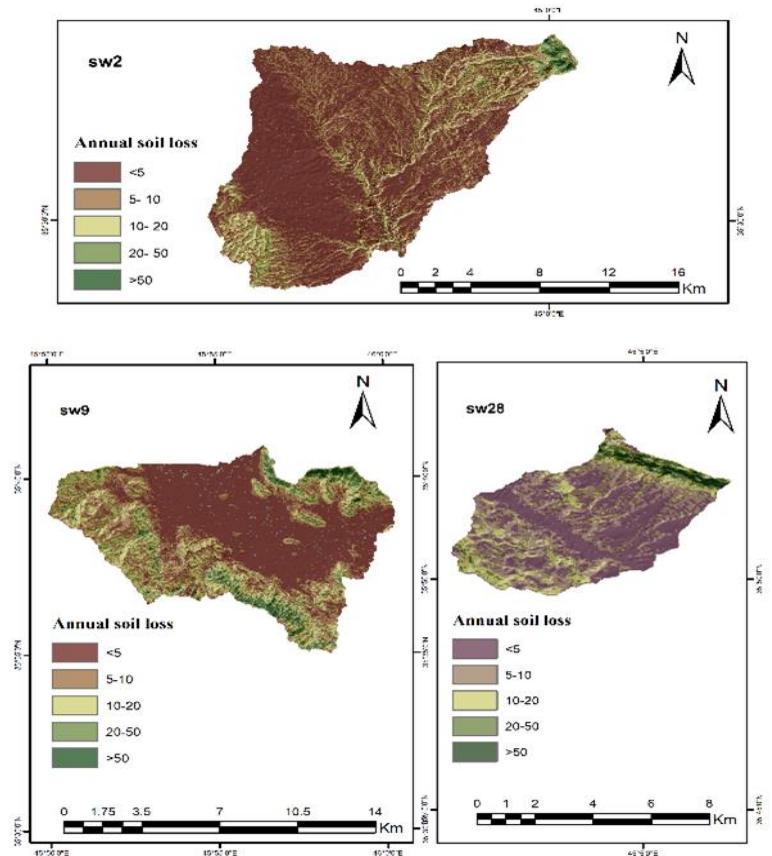 sw2
N
Annual soil loss
<5
5- 10
10- 20
20- 50
>50
0 2 4 8 12 16
Km
sw9
N
Annual soil loss
<5
5-10
10-20
20-50
>50
0 1.75 3.5 7 10.5 14
Km
sw28
N
Annual soil loss
<5
5-10
10-20
20-50
>50
0 1 2 4 6 8
Km